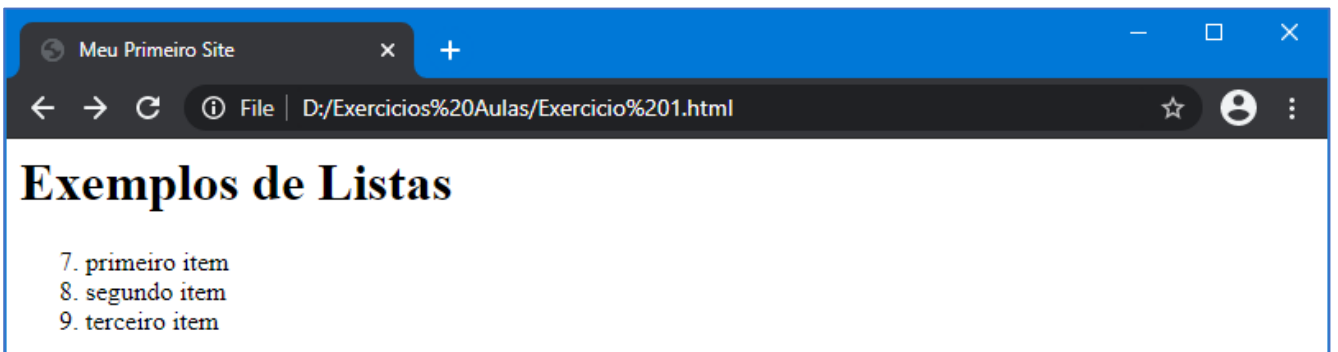 Meu Primeiro Site
File D:/Exercicios%20Aulas/Exercicio%201.html
Exemplos de Listas
7. primeiro item
8. segundo item
9. terceiro item